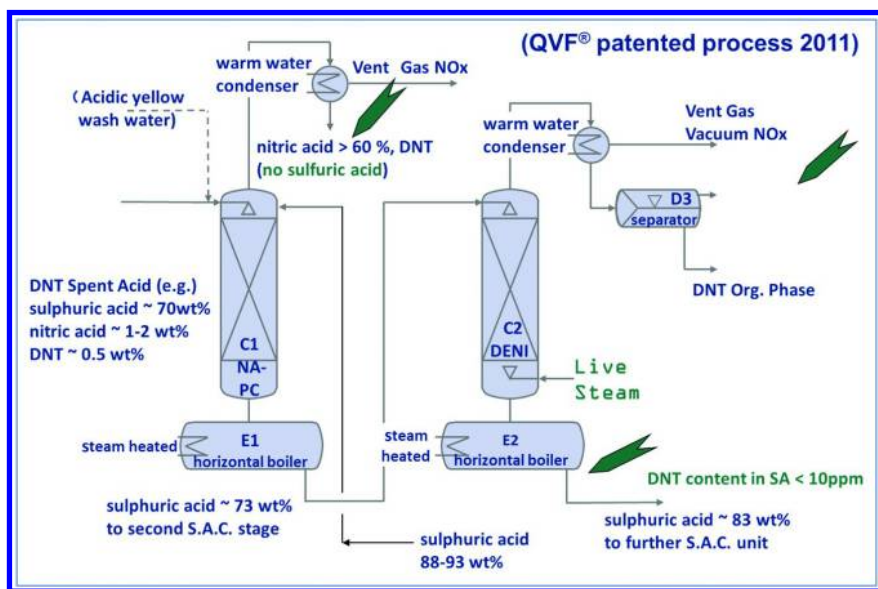 (QVF® patented process 2011)
warm water
condenser
Vent Gas NOx
(Acidic yellow
wash water)
nitric acid > 60 %, DNT
(no sulfuric acid)
warm water
condenser
Vent Gas
Vacuum NOx
D3
separator
DNT Org. Phase
DNT Spent Acid (e.g.)
sulphuric acid ~ 70wt%
nitric acid ~ 1-2 wt%
DNT ~ 0.5 wt%
C1
NA-
PC
C2
DENI
Live
Steam
steam heated
E1
horizontal boiler
steam
heated
E2
horizontal boiler
DNT content in SA < 10ppm
sulphuric acid ~ 73 wt%
to second S.A.C. stage
sulphuric acid
88-93 wt%
sulphuric acid ~ 83 wt%
to further S.A.C. unit